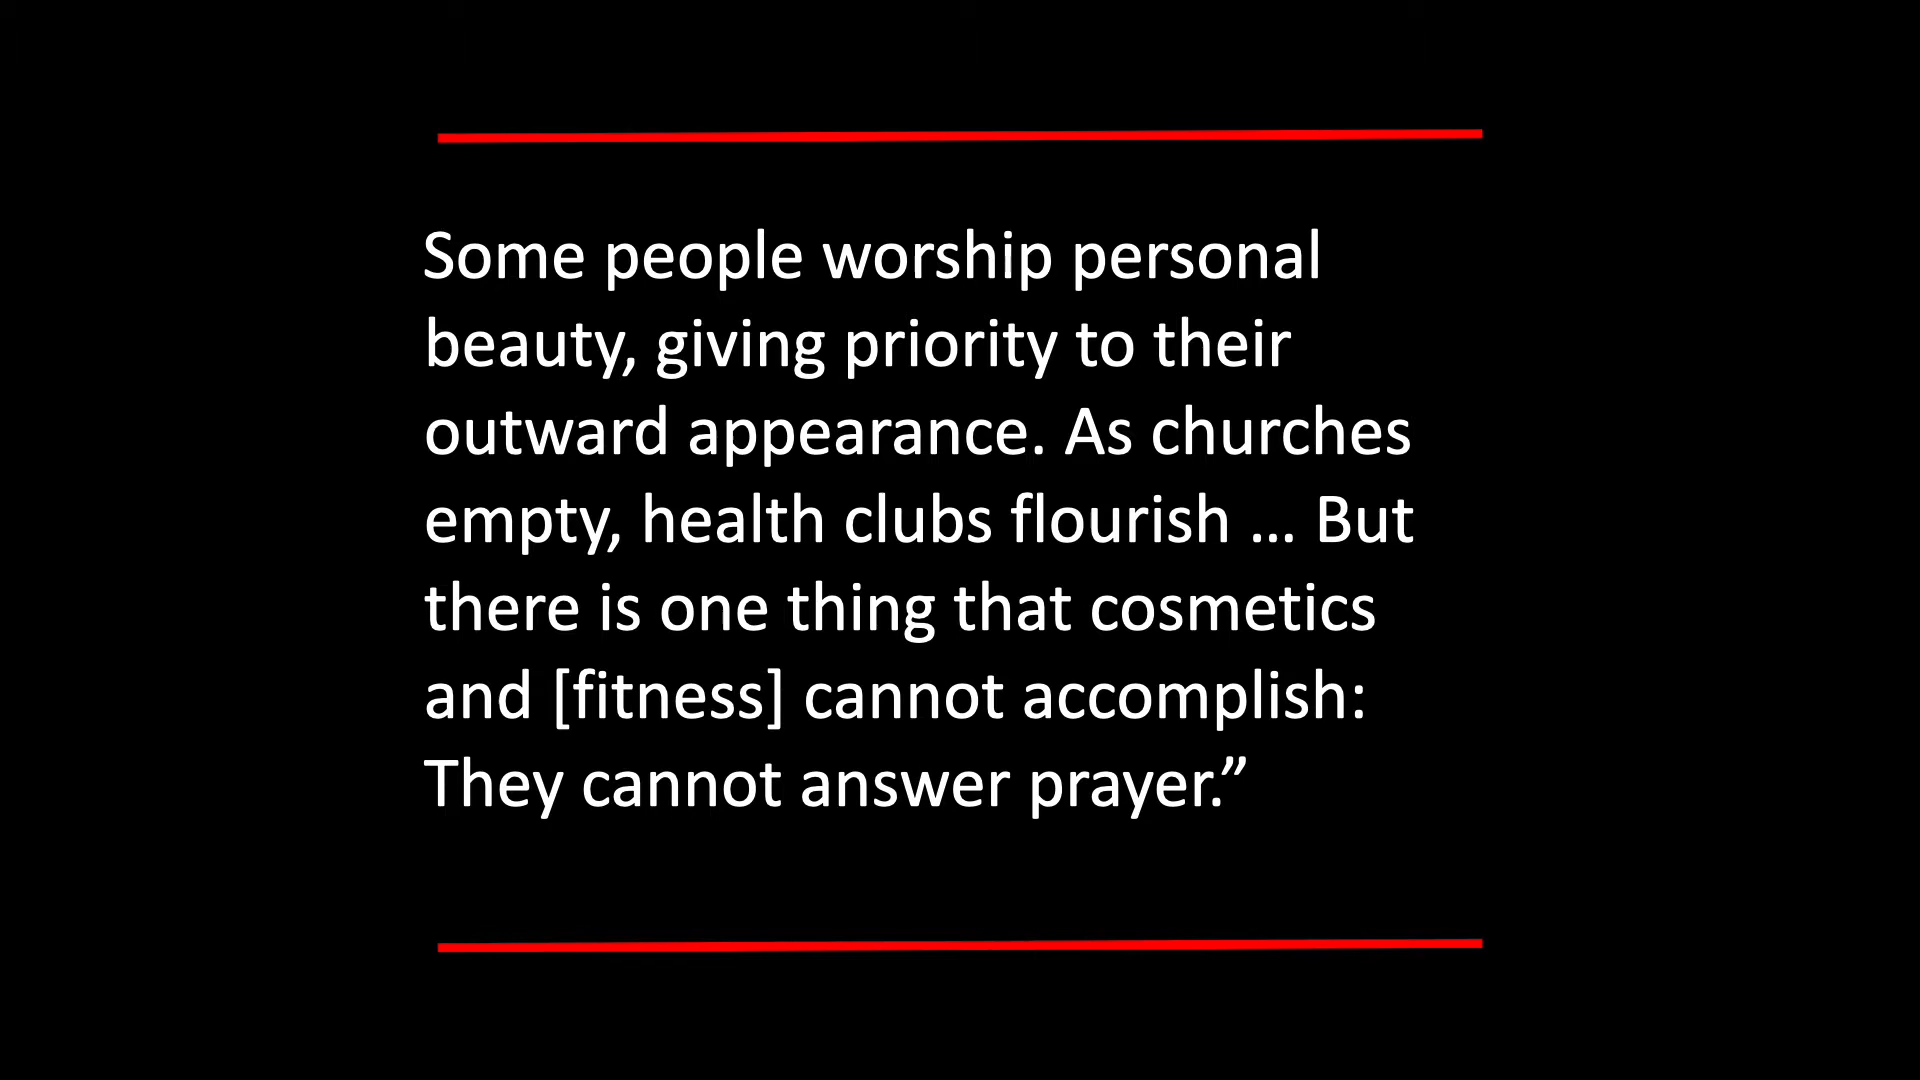 Some people worship personal
beauty, giving priority to their
outward appearance. As churches
empty, health clubs flourish ... But
there is one thing that cosmetics
and [fitness] cannot accomplish:
They cannot answer prayer.”